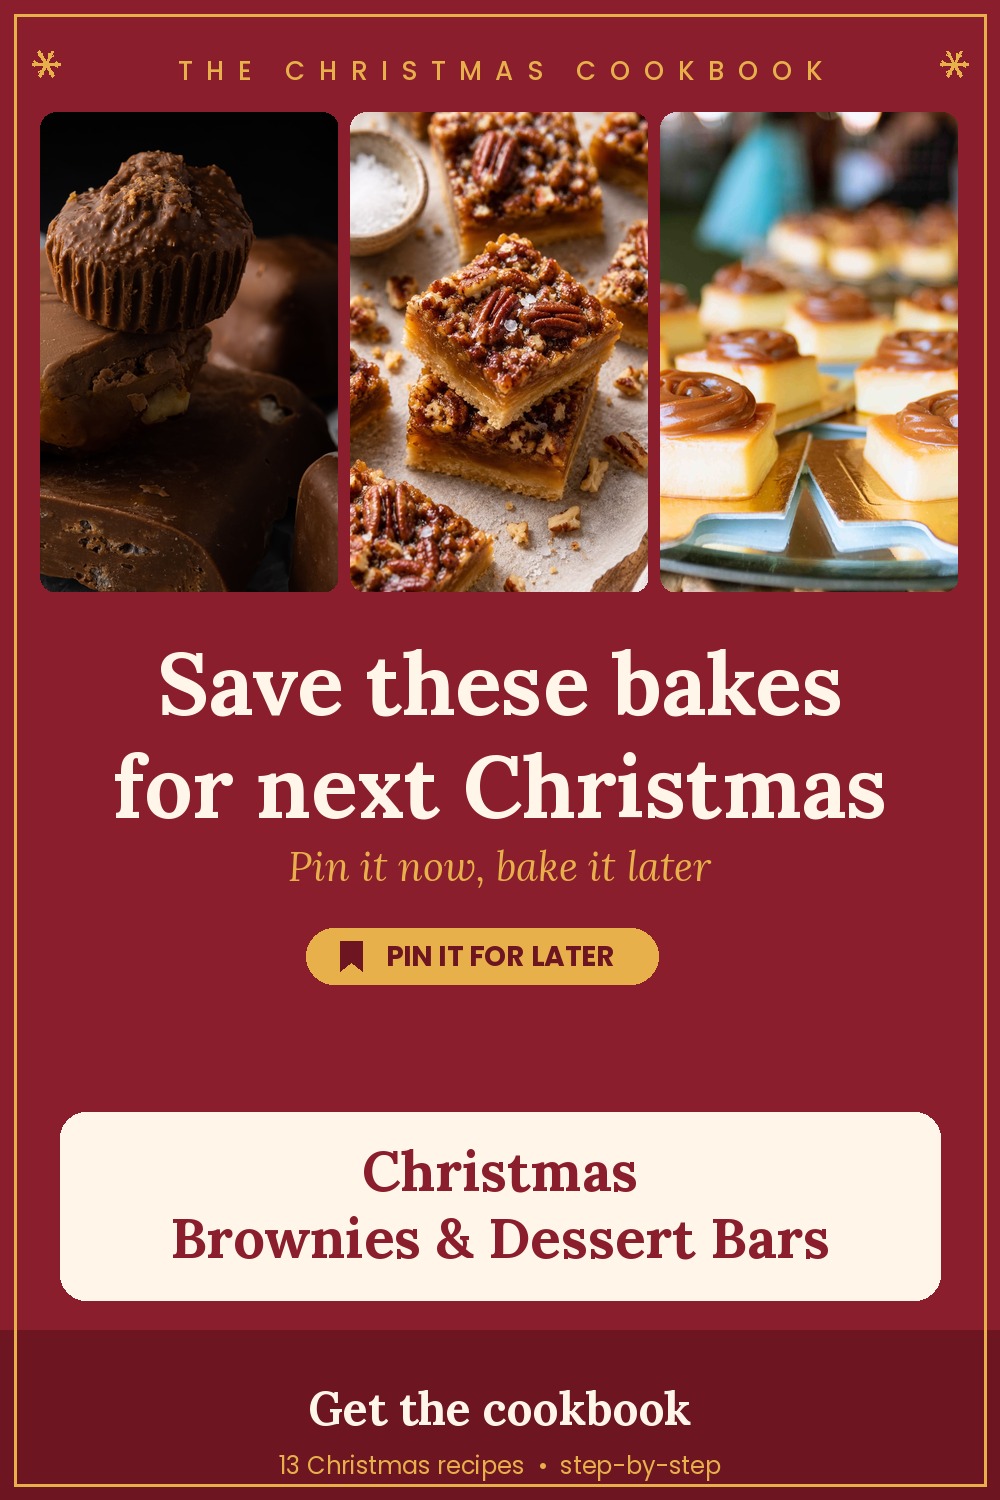 THE CHRISTMAS COOKBOOK
Save these bakes
for next Christmas
Pin it now, bake it later
PIN IT FOR LATER
Christmas
Brownies & Dessert Bars
Get the cookbook
13 Christmas recipes • step-by-step